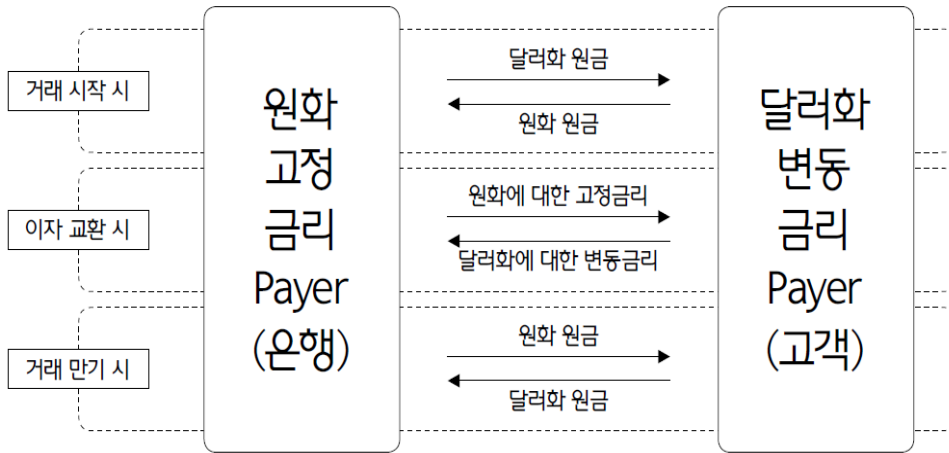 거래 시작 시
원화
고정
금리
Payer
(은행)
달러화 원금
원화 원금
달러화
변동
금리
Payer
(고객)
이자 교환 시
원화에 대한 고정금리
달러화에 대한 변동금리
거래 만기 시
원화 원금
달러화 원금